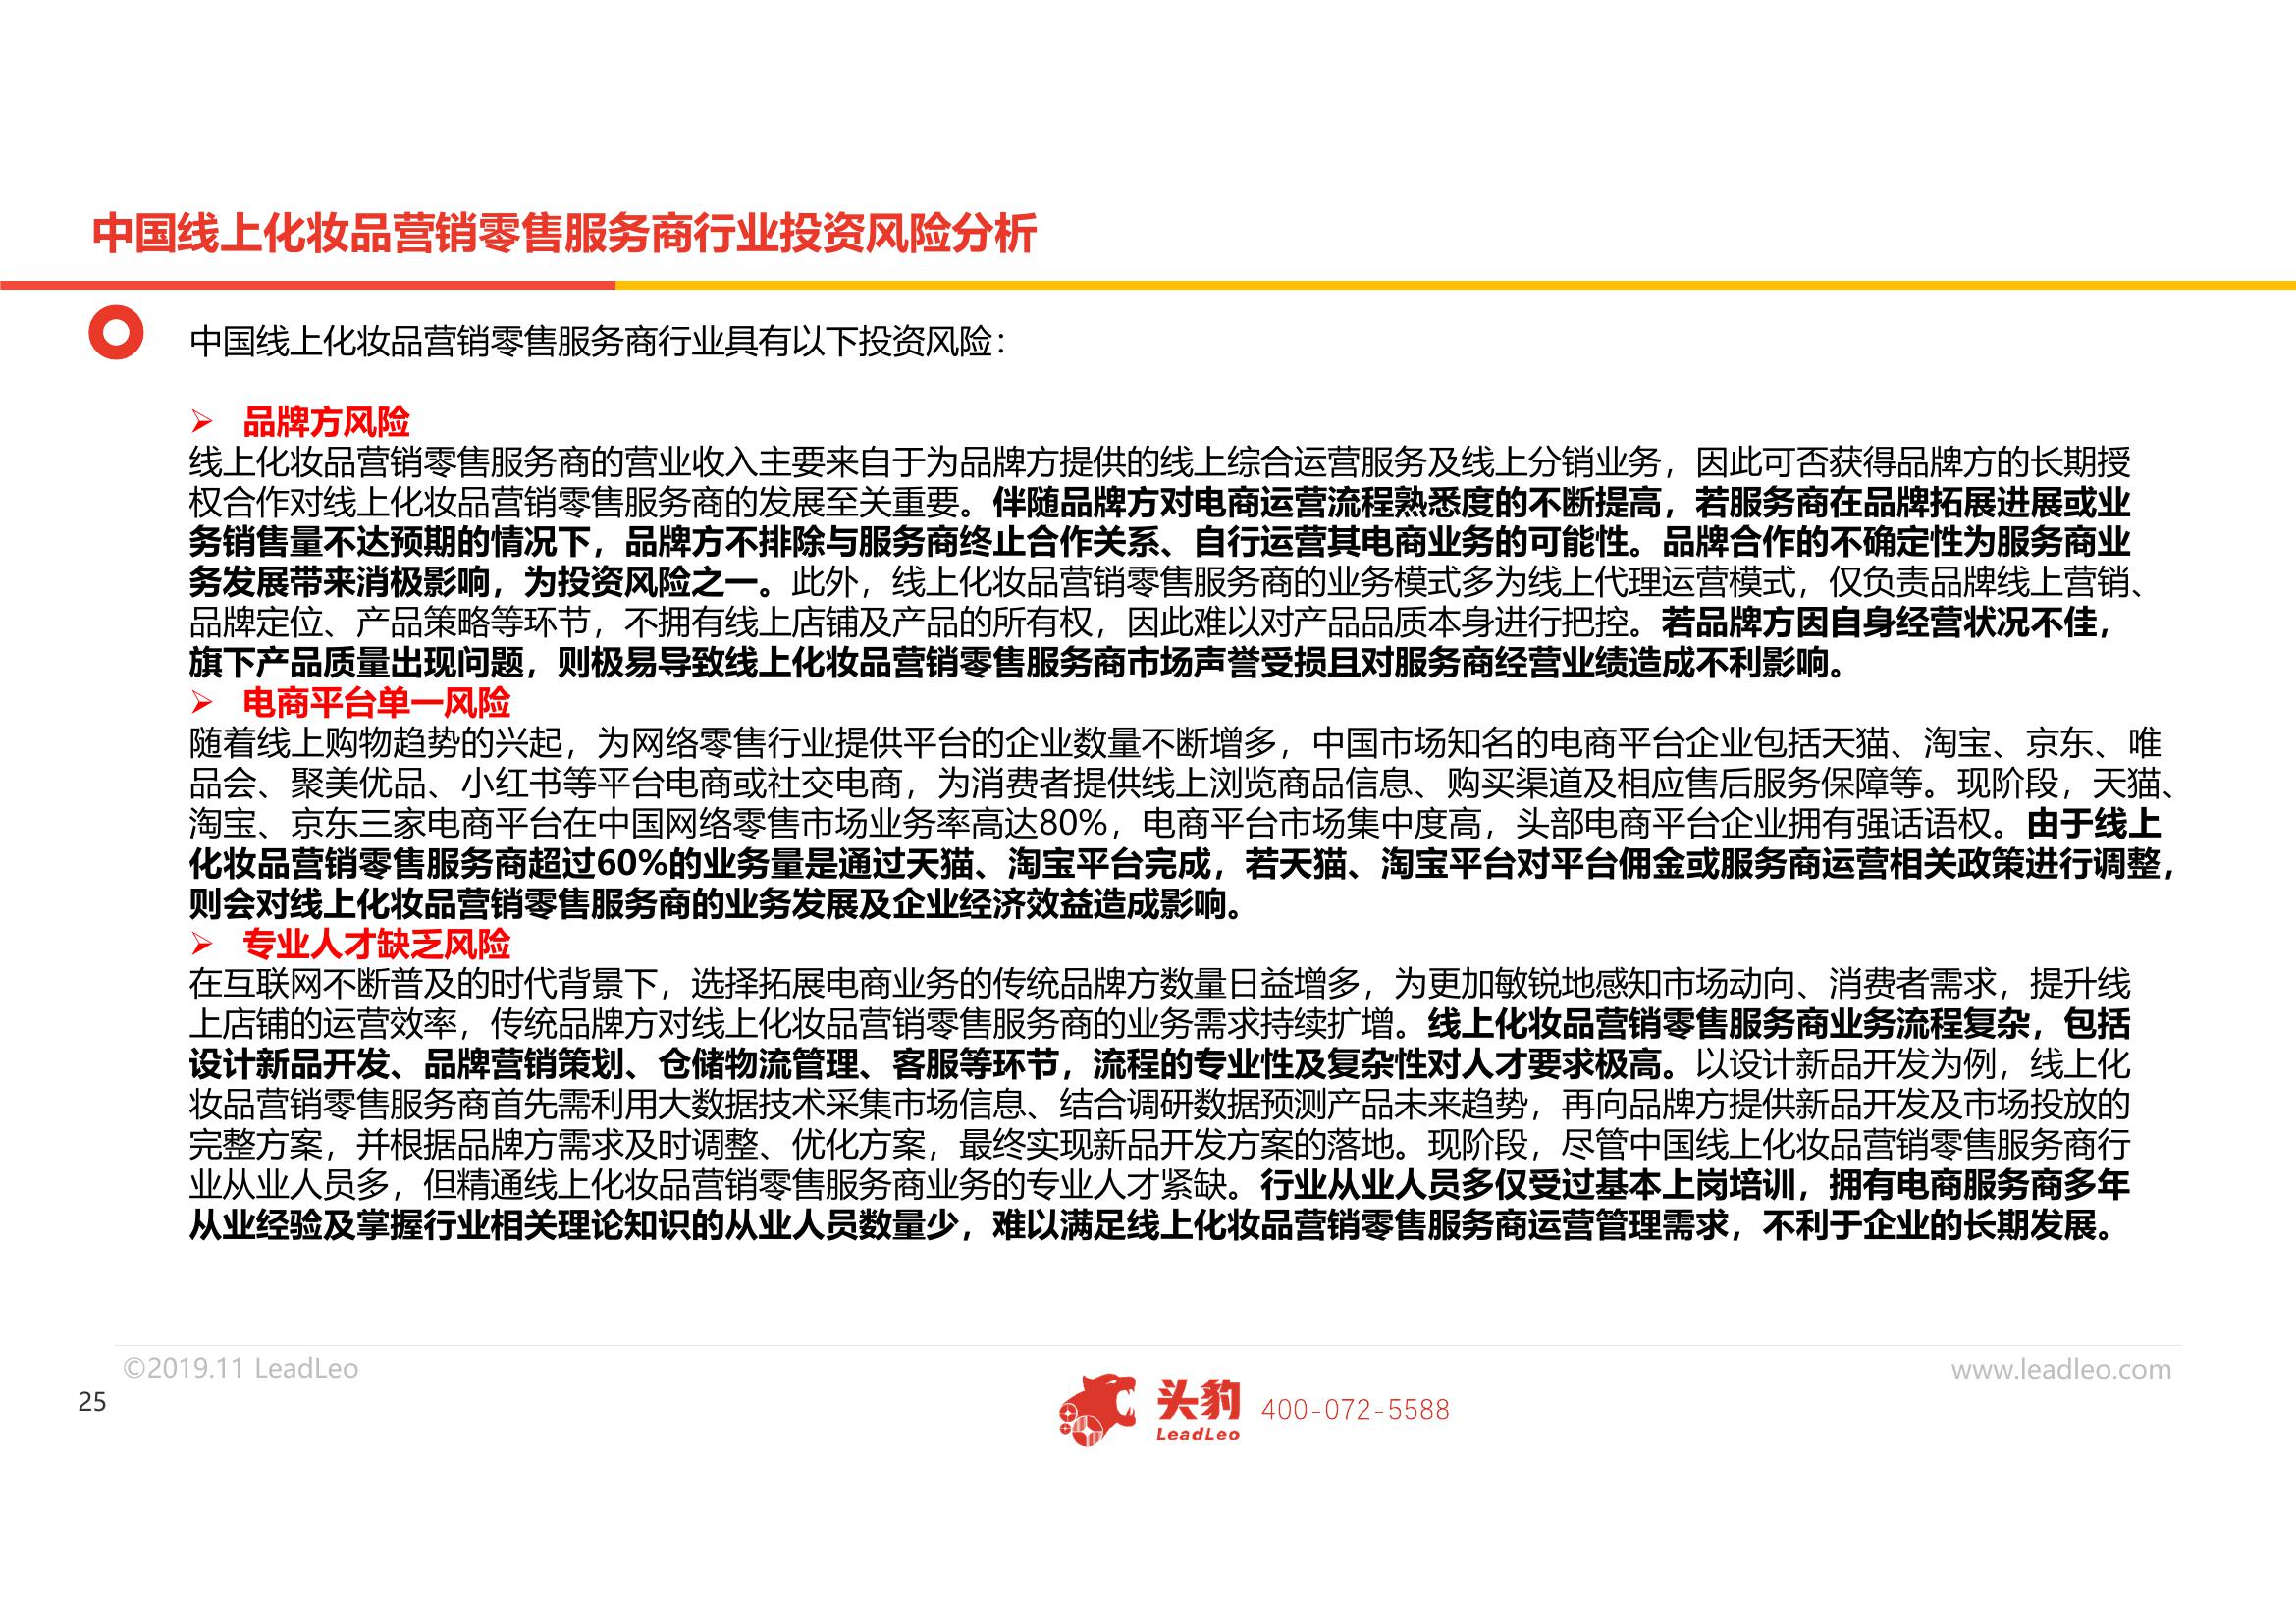 中国线上化妆品营销零售服务商行业投资风险分析
中国线上化妆品营销零售服务商行业具有以下投资风险：
➢ 品牌方风险
线上化妆品营销零售服务商的营业收入主要来自于为品牌方提供的线上综合运营服务及线上分销业务，因此可否获得品牌方的长期授
权合作对线上化妆品营销零售服务商的发展至关重要。伴随品牌方对电商运营流程熟悉度的不断提高，若服务商在品牌拓展进展或业
务销售量不达预期的情况下，品牌方不排除与服务商终止合作关系、自行运营其电商业务的可能性。品牌合作的不确定性为服务商业
务发展带来消极影响，为投资风险之一。此外，线上化妆品营销零售服务商的业务模式多为线上代理运营模式，仅负责品牌线上营销、
品牌定位、产品策略等环节，不拥有线上店铺及产品的所有权，因此难以对产品品质本身进行把控。若品牌方因自身经营状况不佳，
旗下产品质量出现问题，则极易导致线上化妆品营销零售服务商市场声誉受损且对服务商经营业绩造成不利影响。
➢ 电商平台单一风险
随着线上购物趋势的兴起，为网络零售行业提供平台的企业数量不断增多，中国市场知名的电商平台企业包括天猫、淘宝、京东、唯
品会、聚美优品、小红书等平台电商或社交电商，为消费者提供线上浏览商品信息、购买渠道及相应售后服务保障等。现阶段，天猫、
淘宝、京东三家电商平台在中国网络零售市场业务率高达80%，电商平台市场集中度高，头部电商平台企业拥有强话语权。由于线上
化妆品营销零售服务商超过60%的业务量是通过天猫、淘宝平台完成，若天猫、淘宝平台对平台佣金或服务商运营相关政策进行调整，
则会对线上化妆品营销零售服务商的业务发展及企业经济效益造成影响。
➢ 专业人才缺乏风险
在互联网不断普及的时代背景下，选择拓展电商业务的传统品牌方数量日益增多，为更加敏锐地感知市场动向、消费者需求，提升线
上店铺的运营效率，传统品牌方对线上化妆品营销零售服务商的业务需求持续扩增。线上化妆品营销零售服务商业务流程复杂，包括
设计新品开发、品牌营销策划、仓储物流管理、客服等环节，流程的专业性及复杂性对人才要求极高。以设计新品开发为例，线上化
妆品营销零售服务商首先需利用大数据技术采集市场信息、结合调研数据预测产品未来趋势，再向品牌方提供新品开发及市场投放的
完整方案，并根据品牌方需求及时调整、优化方案，最终实现新品开发方案的落地。现阶段，尽管中国线上化妆品营销零售服务商行
业从业人员多，但精通线上化妆品营销零售服务商业务的专业人才紧缺。行业从业人员多仅受过基本上岗培训，拥有电商服务商多年
从业经验及掌握行业相关理论知识的从业人员数量少，难以满足线上化妆品营销零售服务商运营管理需求，不利于企业的长期发展。
©2019.11 LeadLeo
www.leadleo.com
25
头豹
LeadLeo
400-072-5588